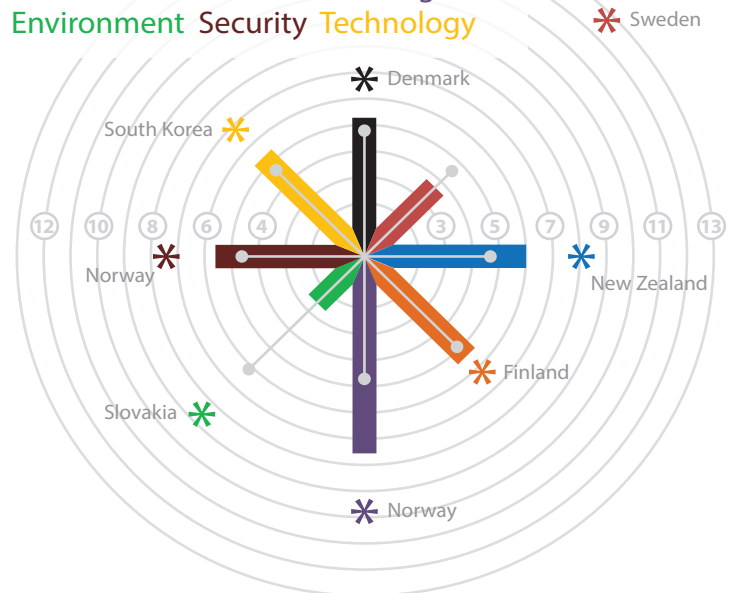 Environment Security Technology
Sweden
Denmark
South Korea
12 10 8 6 4 3 5 7 9 11 13
Norway
New Zealand
Finland
Slovakia
Norway